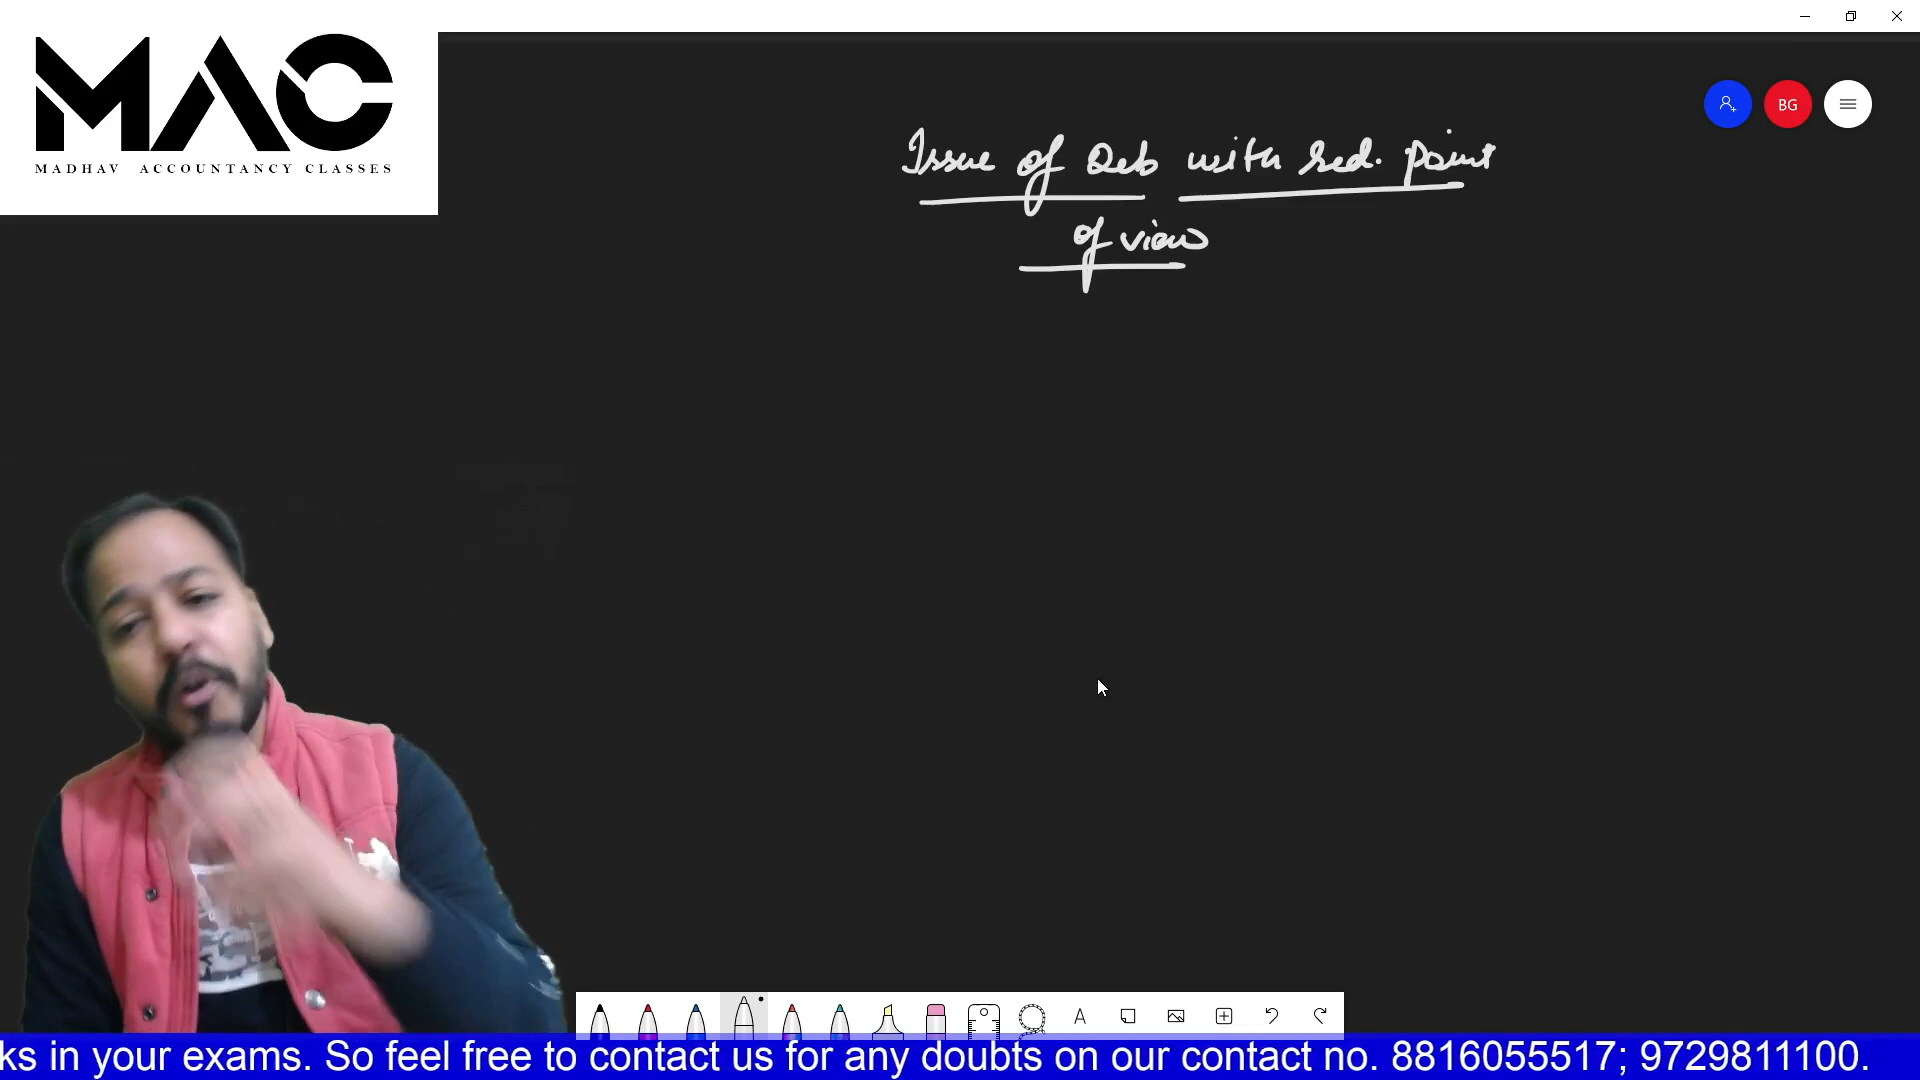 MAC
MADHAV ACCOUNTANCY CLASSES
BG
Issue of Deb with red. point
of view
A
ks in your exams. So feel free to contact us for any doubts on our contact no. 8816055517; 9729811100.